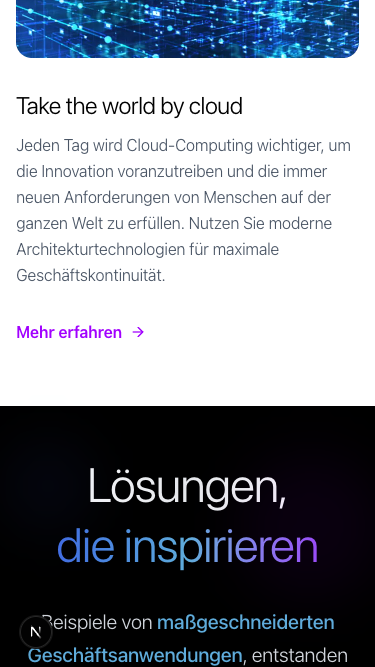 Take the world by cloud
Jeden Tag wird Cloud-Computing wichtiger, um
die Innovation voranzutreiben und die immer
neuen Anforderungen von Menschen auf der
ganzen Welt zu erfüllen. Nutzen Sie moderne
Architekturtechnologien für maximale
Geschäftskontinuität.
Mehr erfahren →
Lösungen,
die inspirieren
Beispiele von maßgeschneiderten
Geschäftsanwendungen, entstanden
N